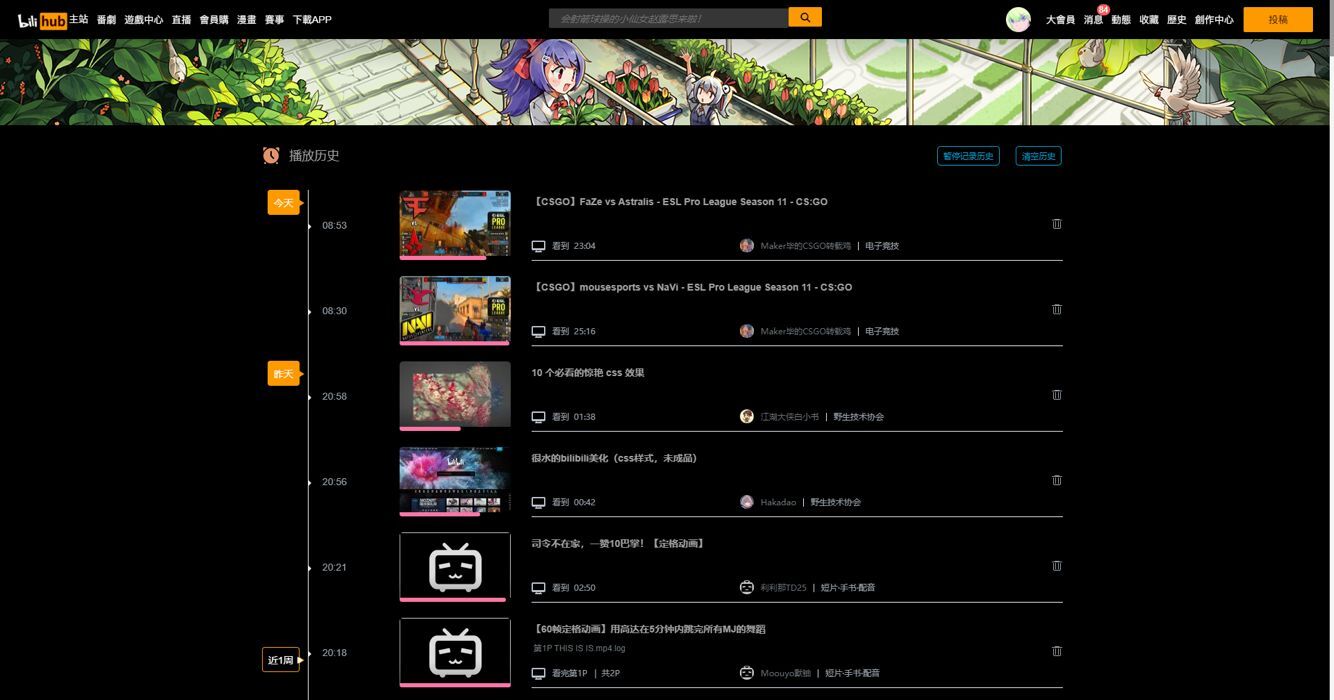 bili hub 主站 番劇 遊戲中心 直播 會員購 漫畫 賽事 下載APP
会射箭球操的小仙女赵露思来啦！
大會員 消息 84 動態 收藏 歷史 創作中心 投稿
播放历史
暂停记录历史 清空历史
今天
08:53
【CSGO】FaZe vs Astralis - ESL Pro League Season 11 - CS:GO
看到 23:04
Maker毕的CSGO转载鸡 | 电子竞技
08:30
【CSGO】mousesports vs NaVi - ESL Pro League Season 11 - CS:GO
看到 25:16
Maker毕的CSGO转载鸡 | 电子竞技
昨天
20:58
10 个必看的惊艳 css 效果
看到 01:38
江湖大侠白小书 | 野生技术协会
20:56
很水的bilibili美化（css样式，未成品）
看到 00:42
Hakadao | 野生技术协会
20:21
司令不在家，一赞10巴掌！【定格动画】
看到 02:50
利利那TD25 | 短片·手书·配音
近1周
20:18
【60帧定格动画】用高达在5分钟内跳完所有MJ的舞蹈
第1P THIS IS IS.mp4.log
看完第1P | 共2P
Moouyo默铀 | 短片·手书·配音
ESL PRO
VS
ESL PRO
NAVI